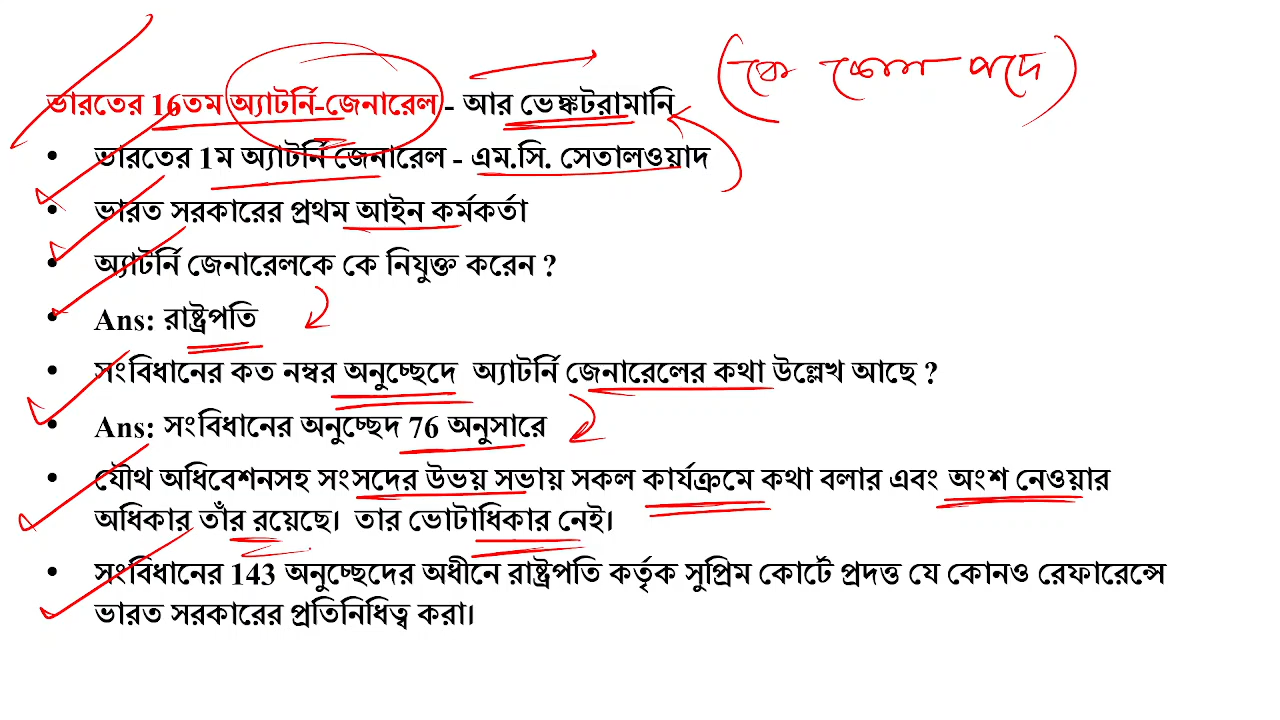 (কে কোন পদে)
ভারতের 16তম অ্যাটর্নি-জেনারেল - আর ভেঙ্কটরামানি
• ভারতের 1ম অ্যাটর্নি জেনারেল - এম.সি. সেতালওয়াদ
• ভারত সরকারের প্রথম আইন কর্মকর্তা
• অ্যাটর্নি জেনারেলকে কে নিযুক্ত করেন ?
• Ans: রাষ্ট্রপতি
• সংবিধানের কত নম্বর অনুচ্ছেদে অ্যাটর্নি জেনারেলের কথা উল্লেখ আছে ?
• Ans: সংবিধানের অনুচ্ছেদ 76 অনুসারে
• যৌথ অধিবেশনসহ সংসদের উভয় সভায় সকল কার্যক্রমে কথা বলার এবং অংশ নেওয়ার
অধিকার তাঁর রয়েছে। তার ভোটাধিকার নেই।
• সংবিধানের 143 অনুচ্ছেদের অধীনে রাষ্ট্রপতি কর্তৃক সুপ্রিম কোর্টে প্রদত্ত যে কোনও রেফারেন্সে
ভারত সরকারের প্রতিনিধিত্ব করা।